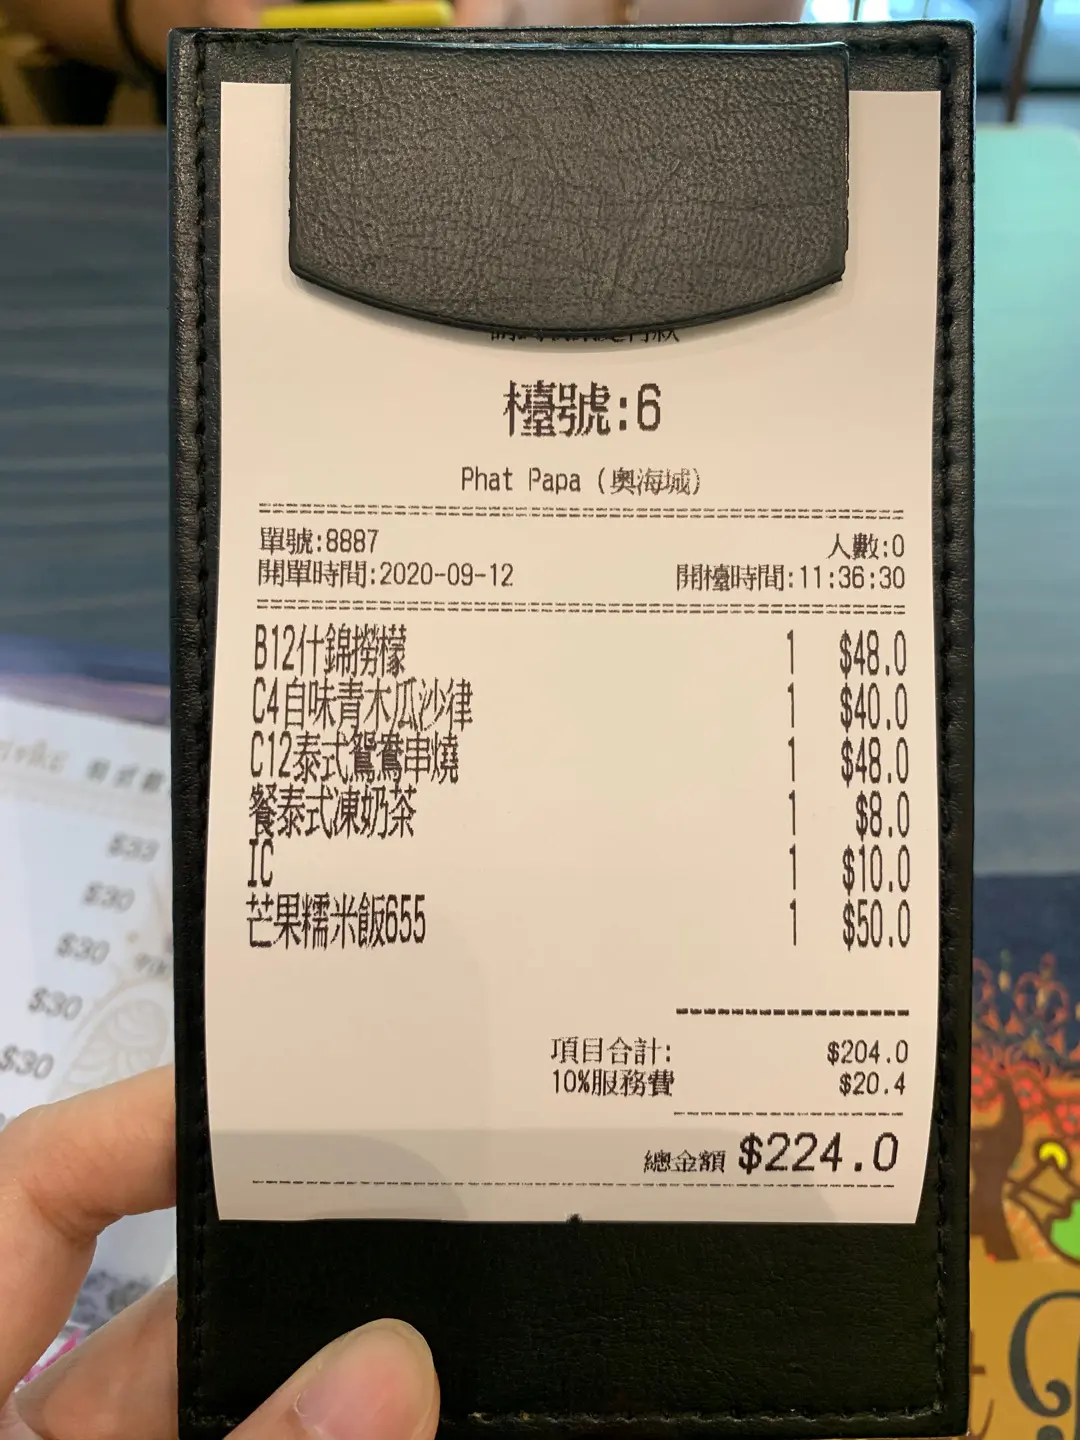 檯號:6
Phat Papa (奧海城)
單號:8887 人數:0
開單時間:2020-09-12 開檯時間:11:36:30
B12什錦撈檬 1 $48.0
C4自味青木瓜沙律 1 $40.0
C12泰式鴛鴦串燒 1 $48.0
餐泰式凍奶茶 1 $8.0
IC 1 $10.0
芒果糯米飯655 1 $50.0
項目合計: $204.0
10%服務費 $20.4
總金額 $224.0
$33
$30
$30
$30
$30